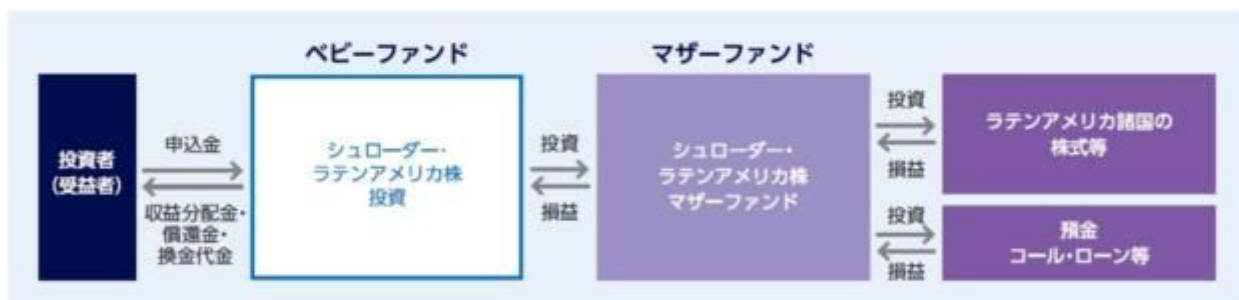 ベビーファンド
マザーファンド
投資者
(受益者)
申込金
収益分配金・
償還金・
換金代金
シュローダー・
ラテンアメリカ株
投資
投資
損益
シュローダー・
ラテンアメリカ株
マザーファンド
投資
損益
ラテンアメリカ諸国の
株式等
投資
損益
預金
コール・ローン等